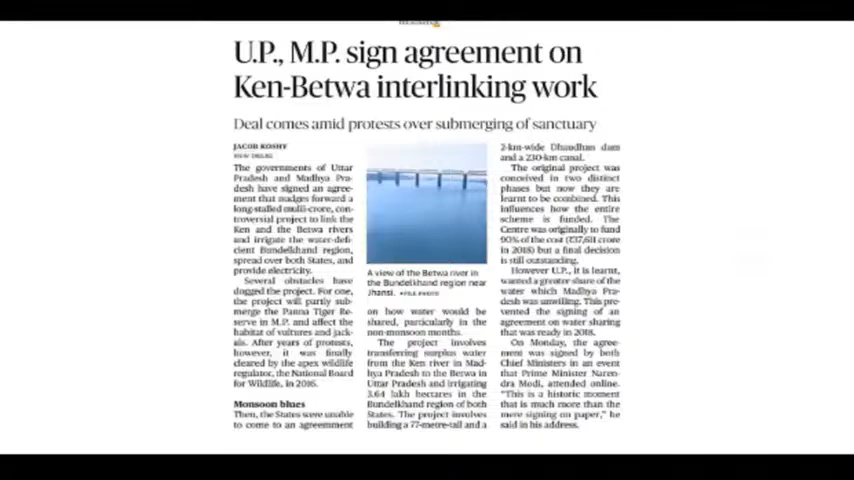 U.P., M.P. sign agreement on
Ken-Betwa interlinking work
Deal comes amid protests over submerging of sanctuary
JACOB KOSHY
NEW DELHI
The governments of Uttar
Pradesh and Madhya Pra-
desh have signed an agree-
ment that nudges forward a
long-stalled multi-crore, con-
troversial project to link the
Ken and the Betwa rivers
and irrigate the water-defi-
cient Bundelkhand region,
spread over both States, and
provide electricity.
Several obstacles have
dogged the project. For one,
the project will partly sub-
merge the Panna Tiger Re-
serve in M.P. and affect the
habitat of vultures and jack-
als. After years of protests,
however, it was finally
cleared by the apex wildlife
regulator, the National Board
for Wildlife, in 2016.
Monsoon blues
Then, the States were unable
to come to an agreement
A view of the Betwa river in
the Bundelkhand region near
Jhansi. • FILE PHOTO
on how water would be
shared, particularly in the
non-monsoon months.
The project involves
transferring surplus water
from the Ken river in Mad-
hya Pradesh to the Betwa in
Uttar Pradesh and irrigating
3.64 lakh hectares in the
Bundelkhand region of both
States. The project involves
building a 77-metre-tall and a
2-km-wide Dhaudhan dam
and a 230-km canal.
The original project was
conceived in two distinct
phases but now they are
learnt to be combined. This
influences how the entire
scheme is funded. The
Centre was originally to fund
90% of the cost (₹37,611 crore
in 2018) but a final decision
is still outstanding.
However U.P., it is learnt,
wanted a greater share of the
water which Madhya Pra-
desh was unwilling. This pre-
vented the signing of an
agreement on water sharing
that was ready in 2018.
On Monday, the agree-
ment was signed by both
Chief Ministers in an event
that Prime Minister Naren-
dra Modi, attended online.
"This is a historic moment
that is much more than the
mere signing on paper," he
said in his address.